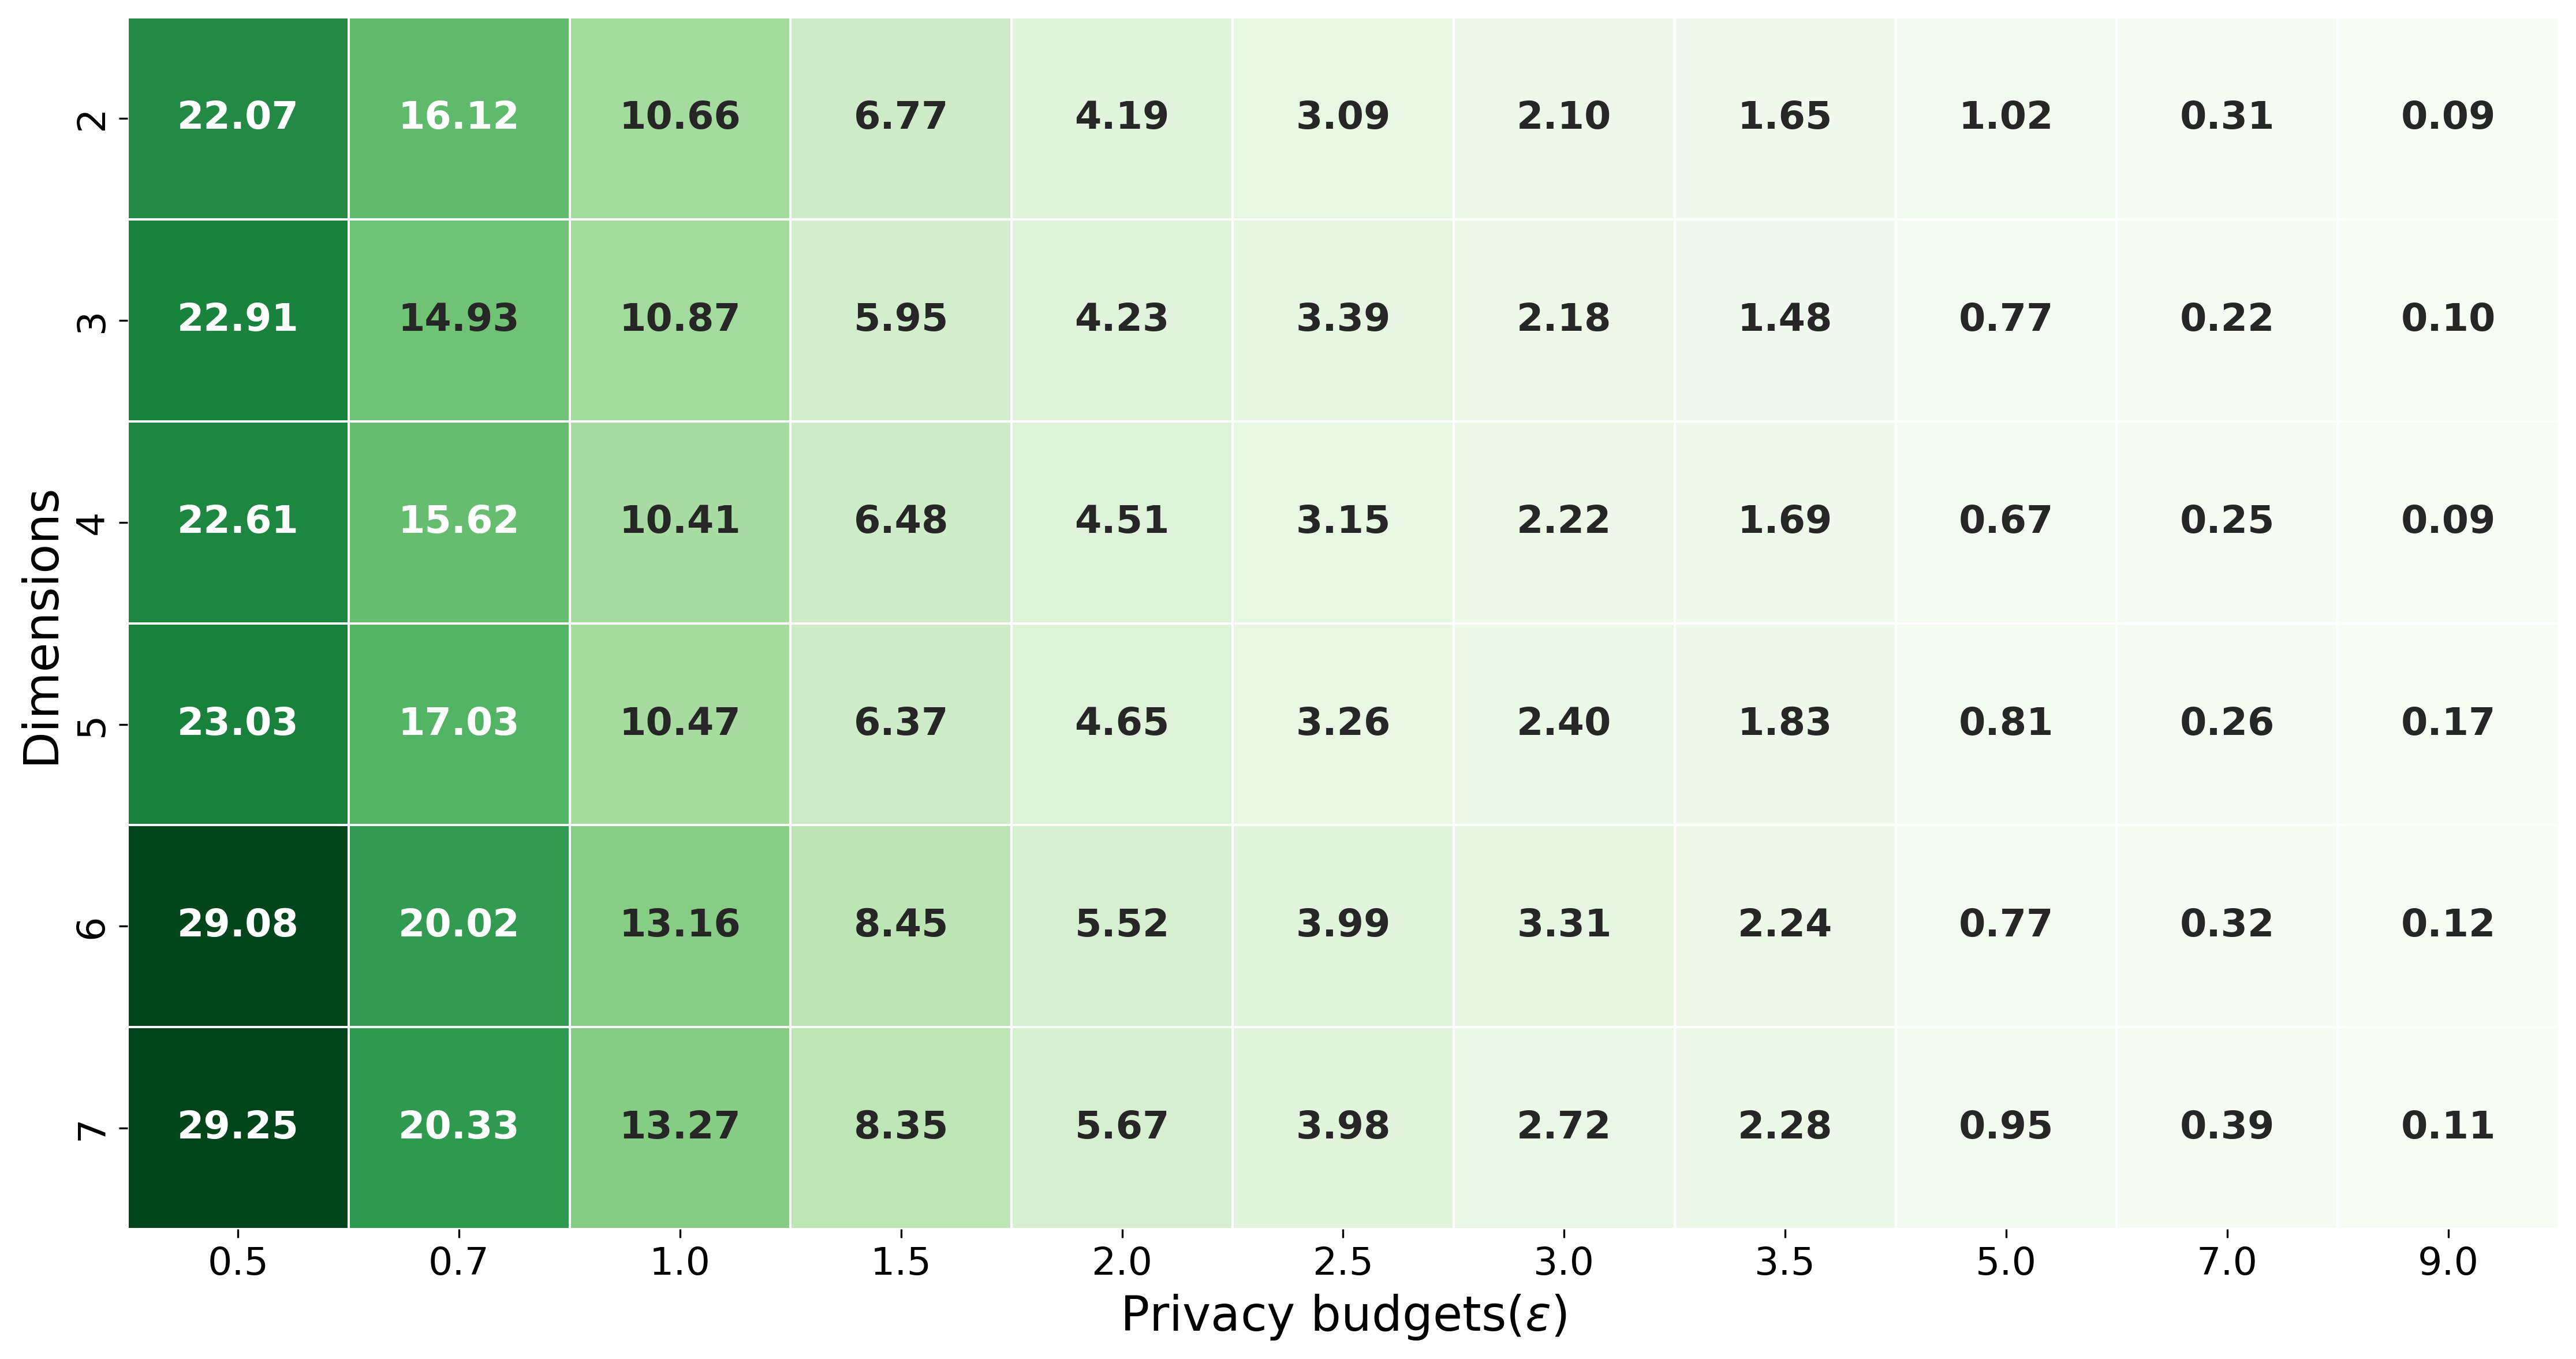 Dimensions
2 22.07 16.12 10.66 6.77 4.19 3.09 2.10 1.65 1.02 0.31 0.09
3 22.91 14.93 10.87 5.95 4.23 3.39 2.18 1.48 0.77 0.22 0.10
4 22.61 15.62 10.41 6.48 4.51 3.15 2.22 1.69 0.67 0.25 0.09
5 23.03 17.03 10.47 6.37 4.65 3.26 2.40 1.83 0.81 0.26 0.17
6 29.08 20.02 13.16 8.45 5.52 3.99 3.31 2.24 0.77 0.32 0.12
7 29.25 20.33 13.27 8.35 5.67 3.98 2.72 2.28 0.95 0.39 0.11
0.5 0.7 1.0 1.5 2.0 2.5 3.0 3.5 5.0 7.0 9.0
Privacy budgets(ε)